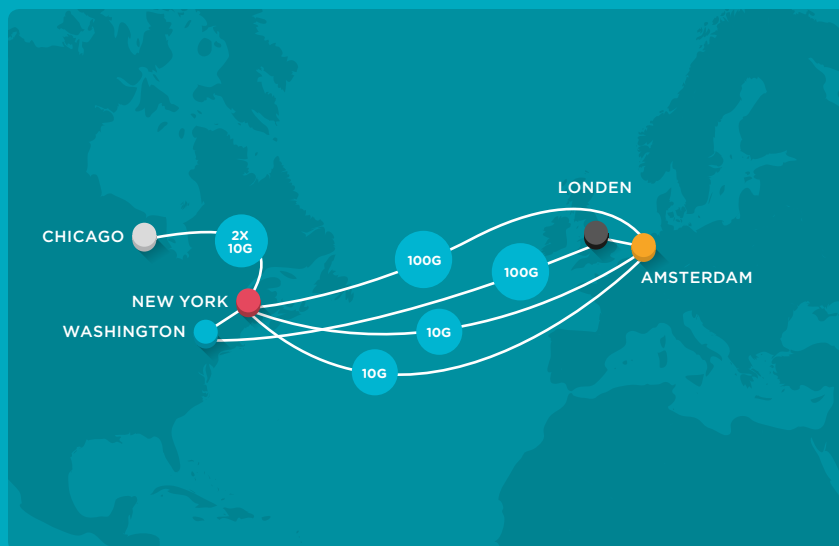 LONDEN
CHICAGO
2X
10G
100G
100G
AMSTERDAM
NEW YORK
WASHINGTON
10G
10G